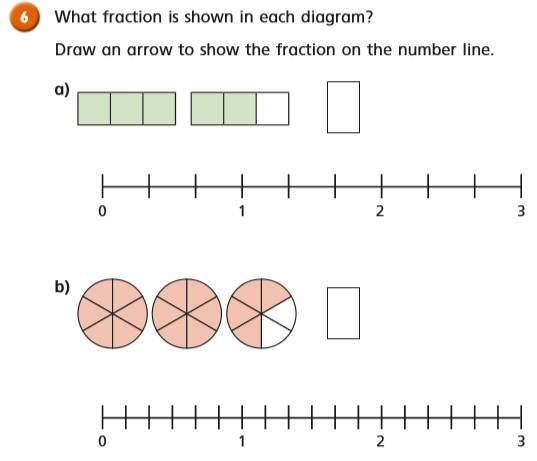 6 What fraction is shown in each diagram?
Draw an arrow to show the fraction on the number line.
a)
0 1 2 3
b)
0 1 2 3